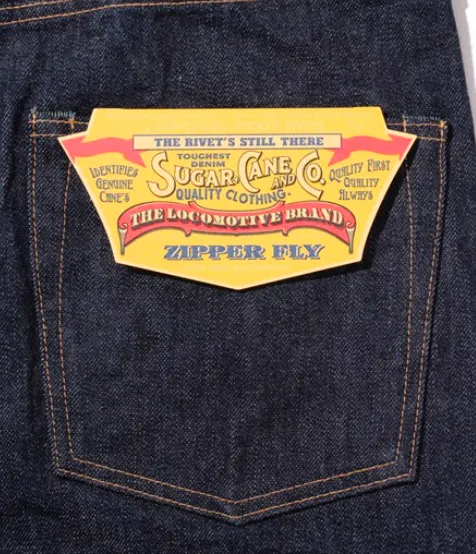 THE RIVET'S STILL THERE
TOUGHEST
DENIM
SUGAR CANE AND CO.
QUALITY CLOTHING
IDENTIFIES
GENUINE
CANE'S
QUALITY FIRST
QUALITY
ALWAYS
THE LOCOMOTIVE BRAND
ZIPPER FLY